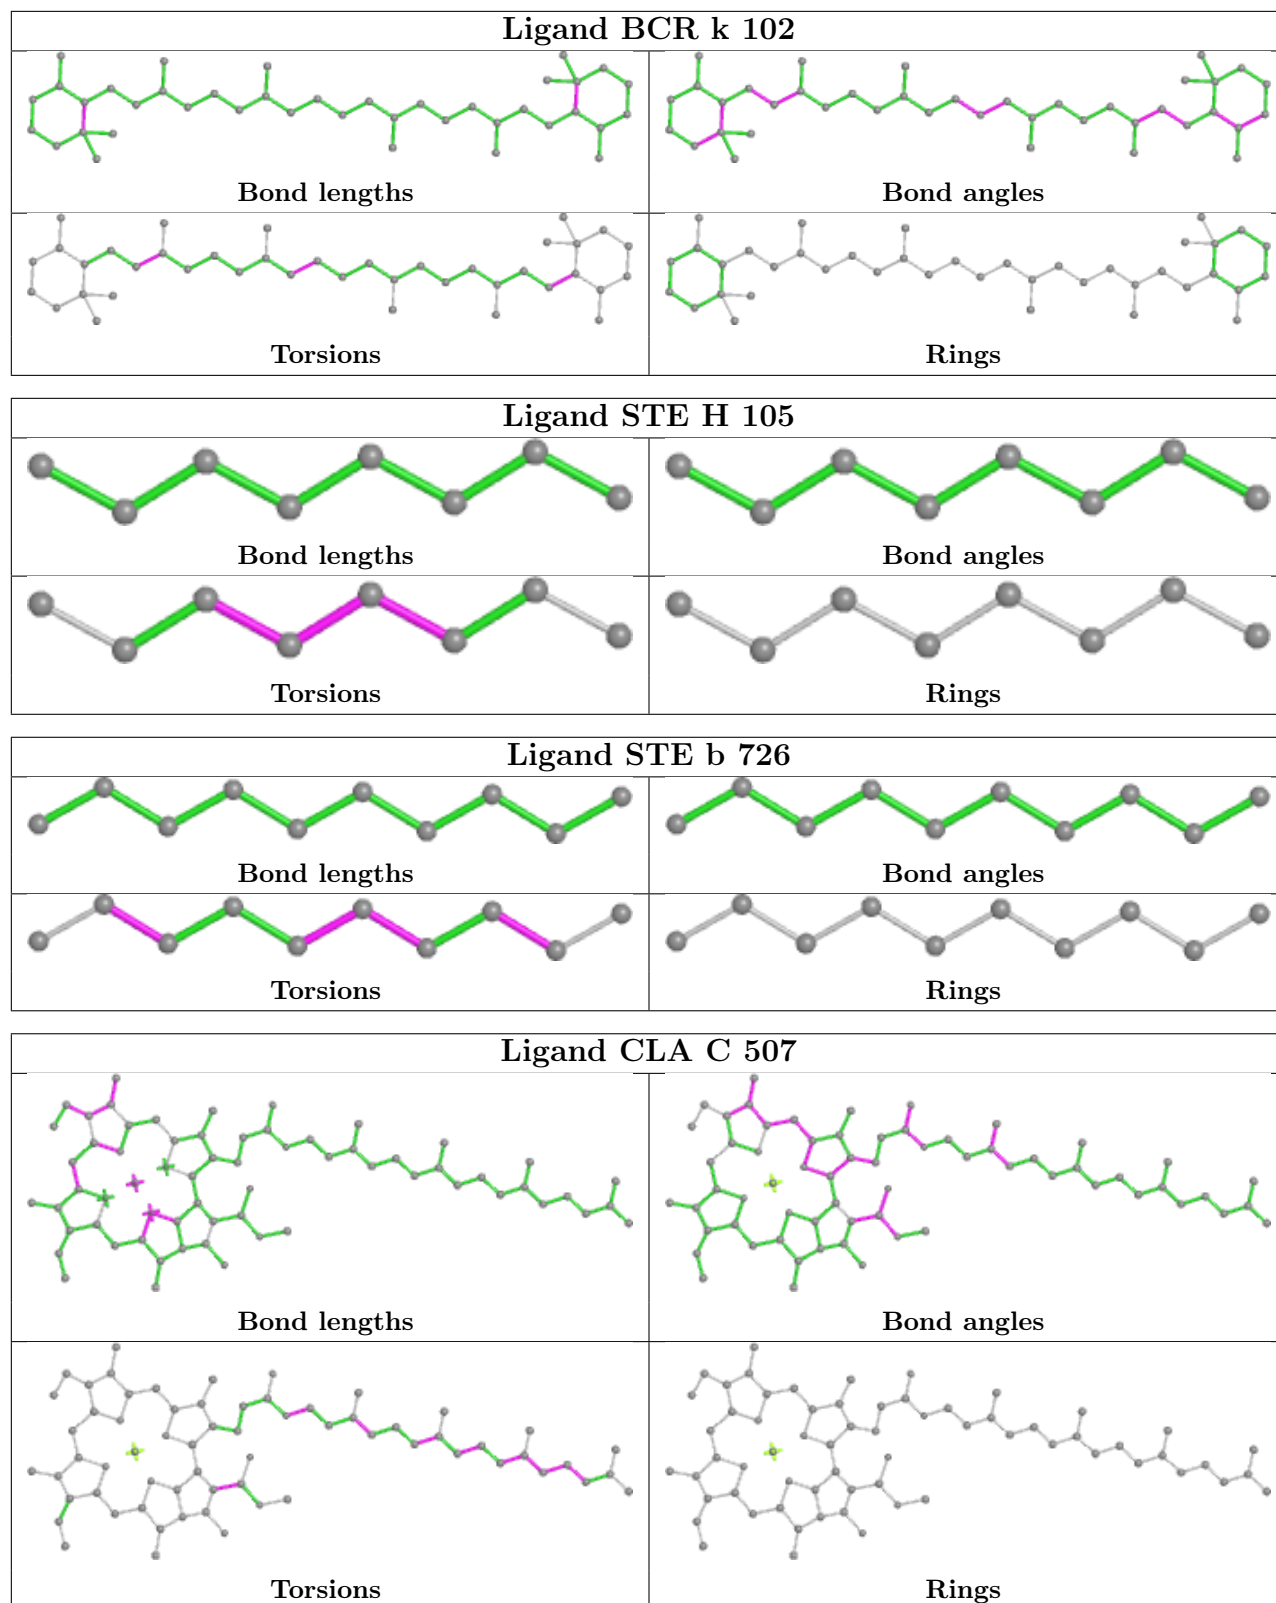 Ligand BCR k 102
Bond lengths
Bond angles
Torsions
Rings
Ligand STE H 105
Bond lengths
Bond angles
Torsions
Rings
Ligand STE b 726
Bond lengths
Bond angles
Torsions
Rings
Ligand CLA C 507
Bond lengths
Bond angles
Torsions
Rings